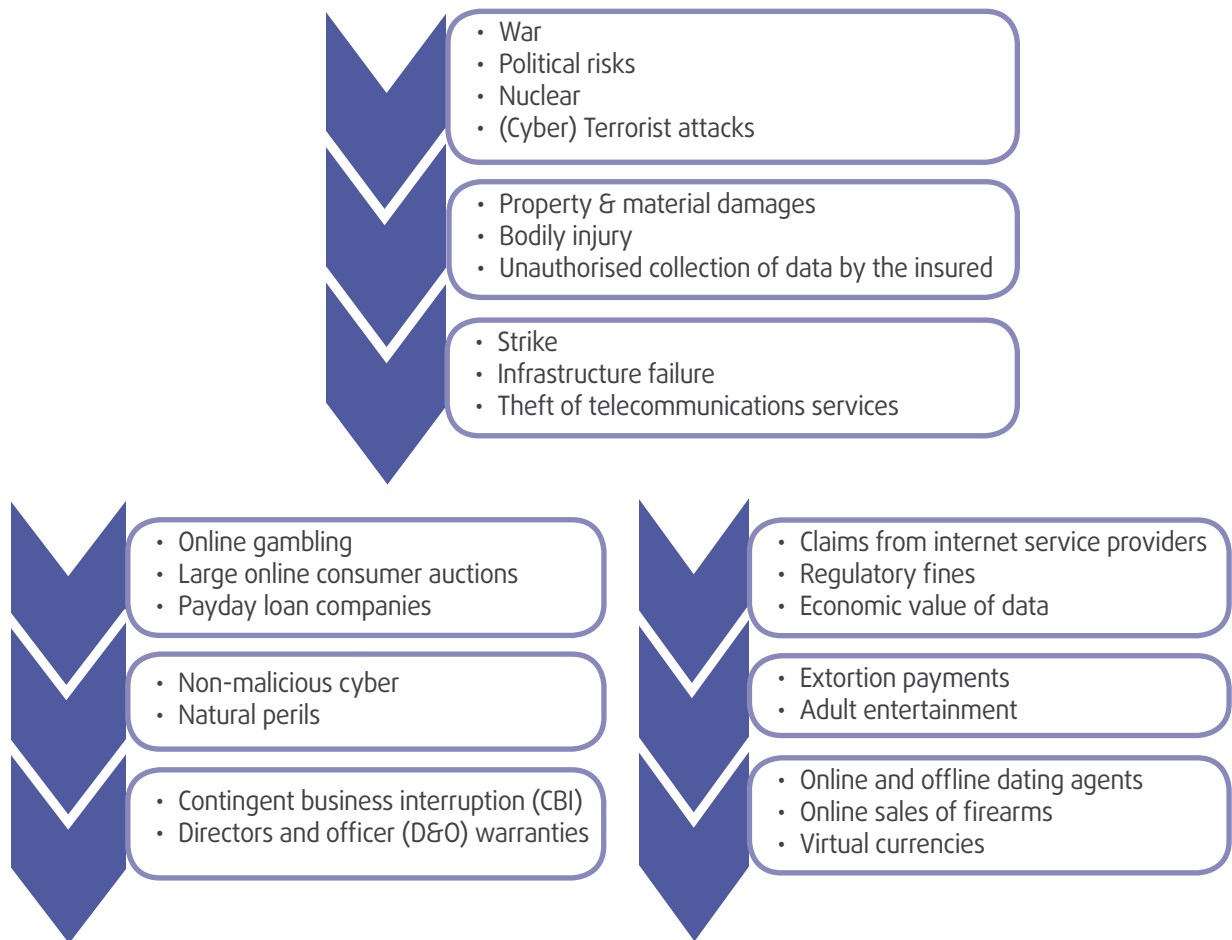 • War
• Political risks
• Nuclear
• (Cyber) Terrorist attacks
• Property & material damages
• Bodily injury
• Unauthorised collection of data by the insured
• Strike
• Infrastructure failure
• Theft of telecommunications services
• Online gambling
• Large online consumer auctions
• Payday loan companies
• Non-malicious cyber
• Natural perils
• Contingent business interruption (CBI)
• Directors and officer (D&O) warranties
• Claims from internet service providers
• Regulatory fines
• Economic value of data
• Extortion payments
• Adult entertainment
• Online and offline dating agents
• Online sales of firearms
• Virtual currencies